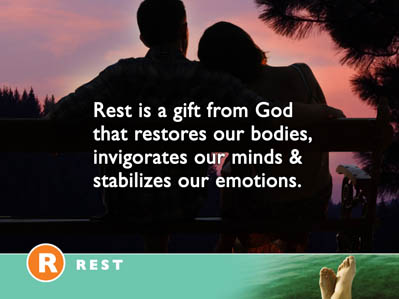 Rest is a gift from God
that restores our bodies,
invigorates our minds &
stabilizes our emotions.
R REST